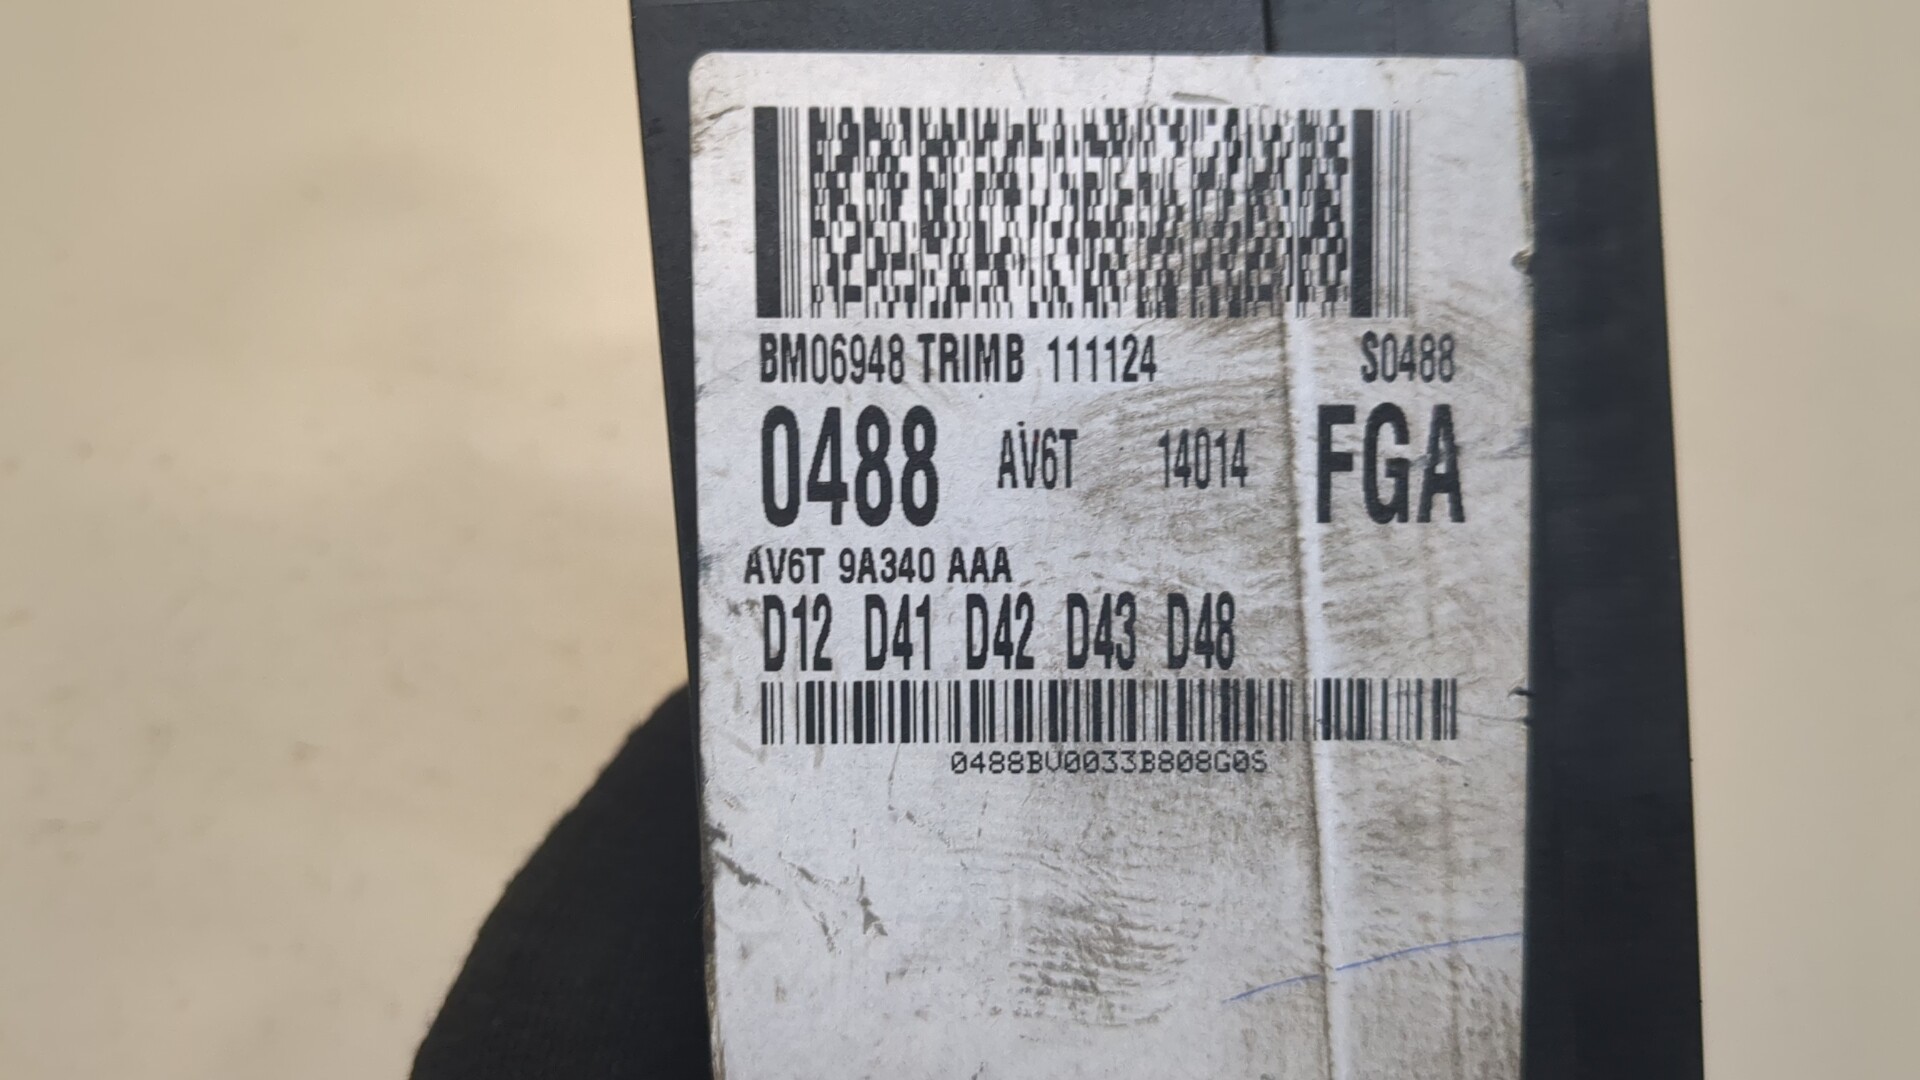 BM06948 TRIMB 111124 S0488
0488 AV6T 14014 FGA
AV6T 9A340 AAA
D12 D41 D42 D43 D48
0488BV0033B808G0S